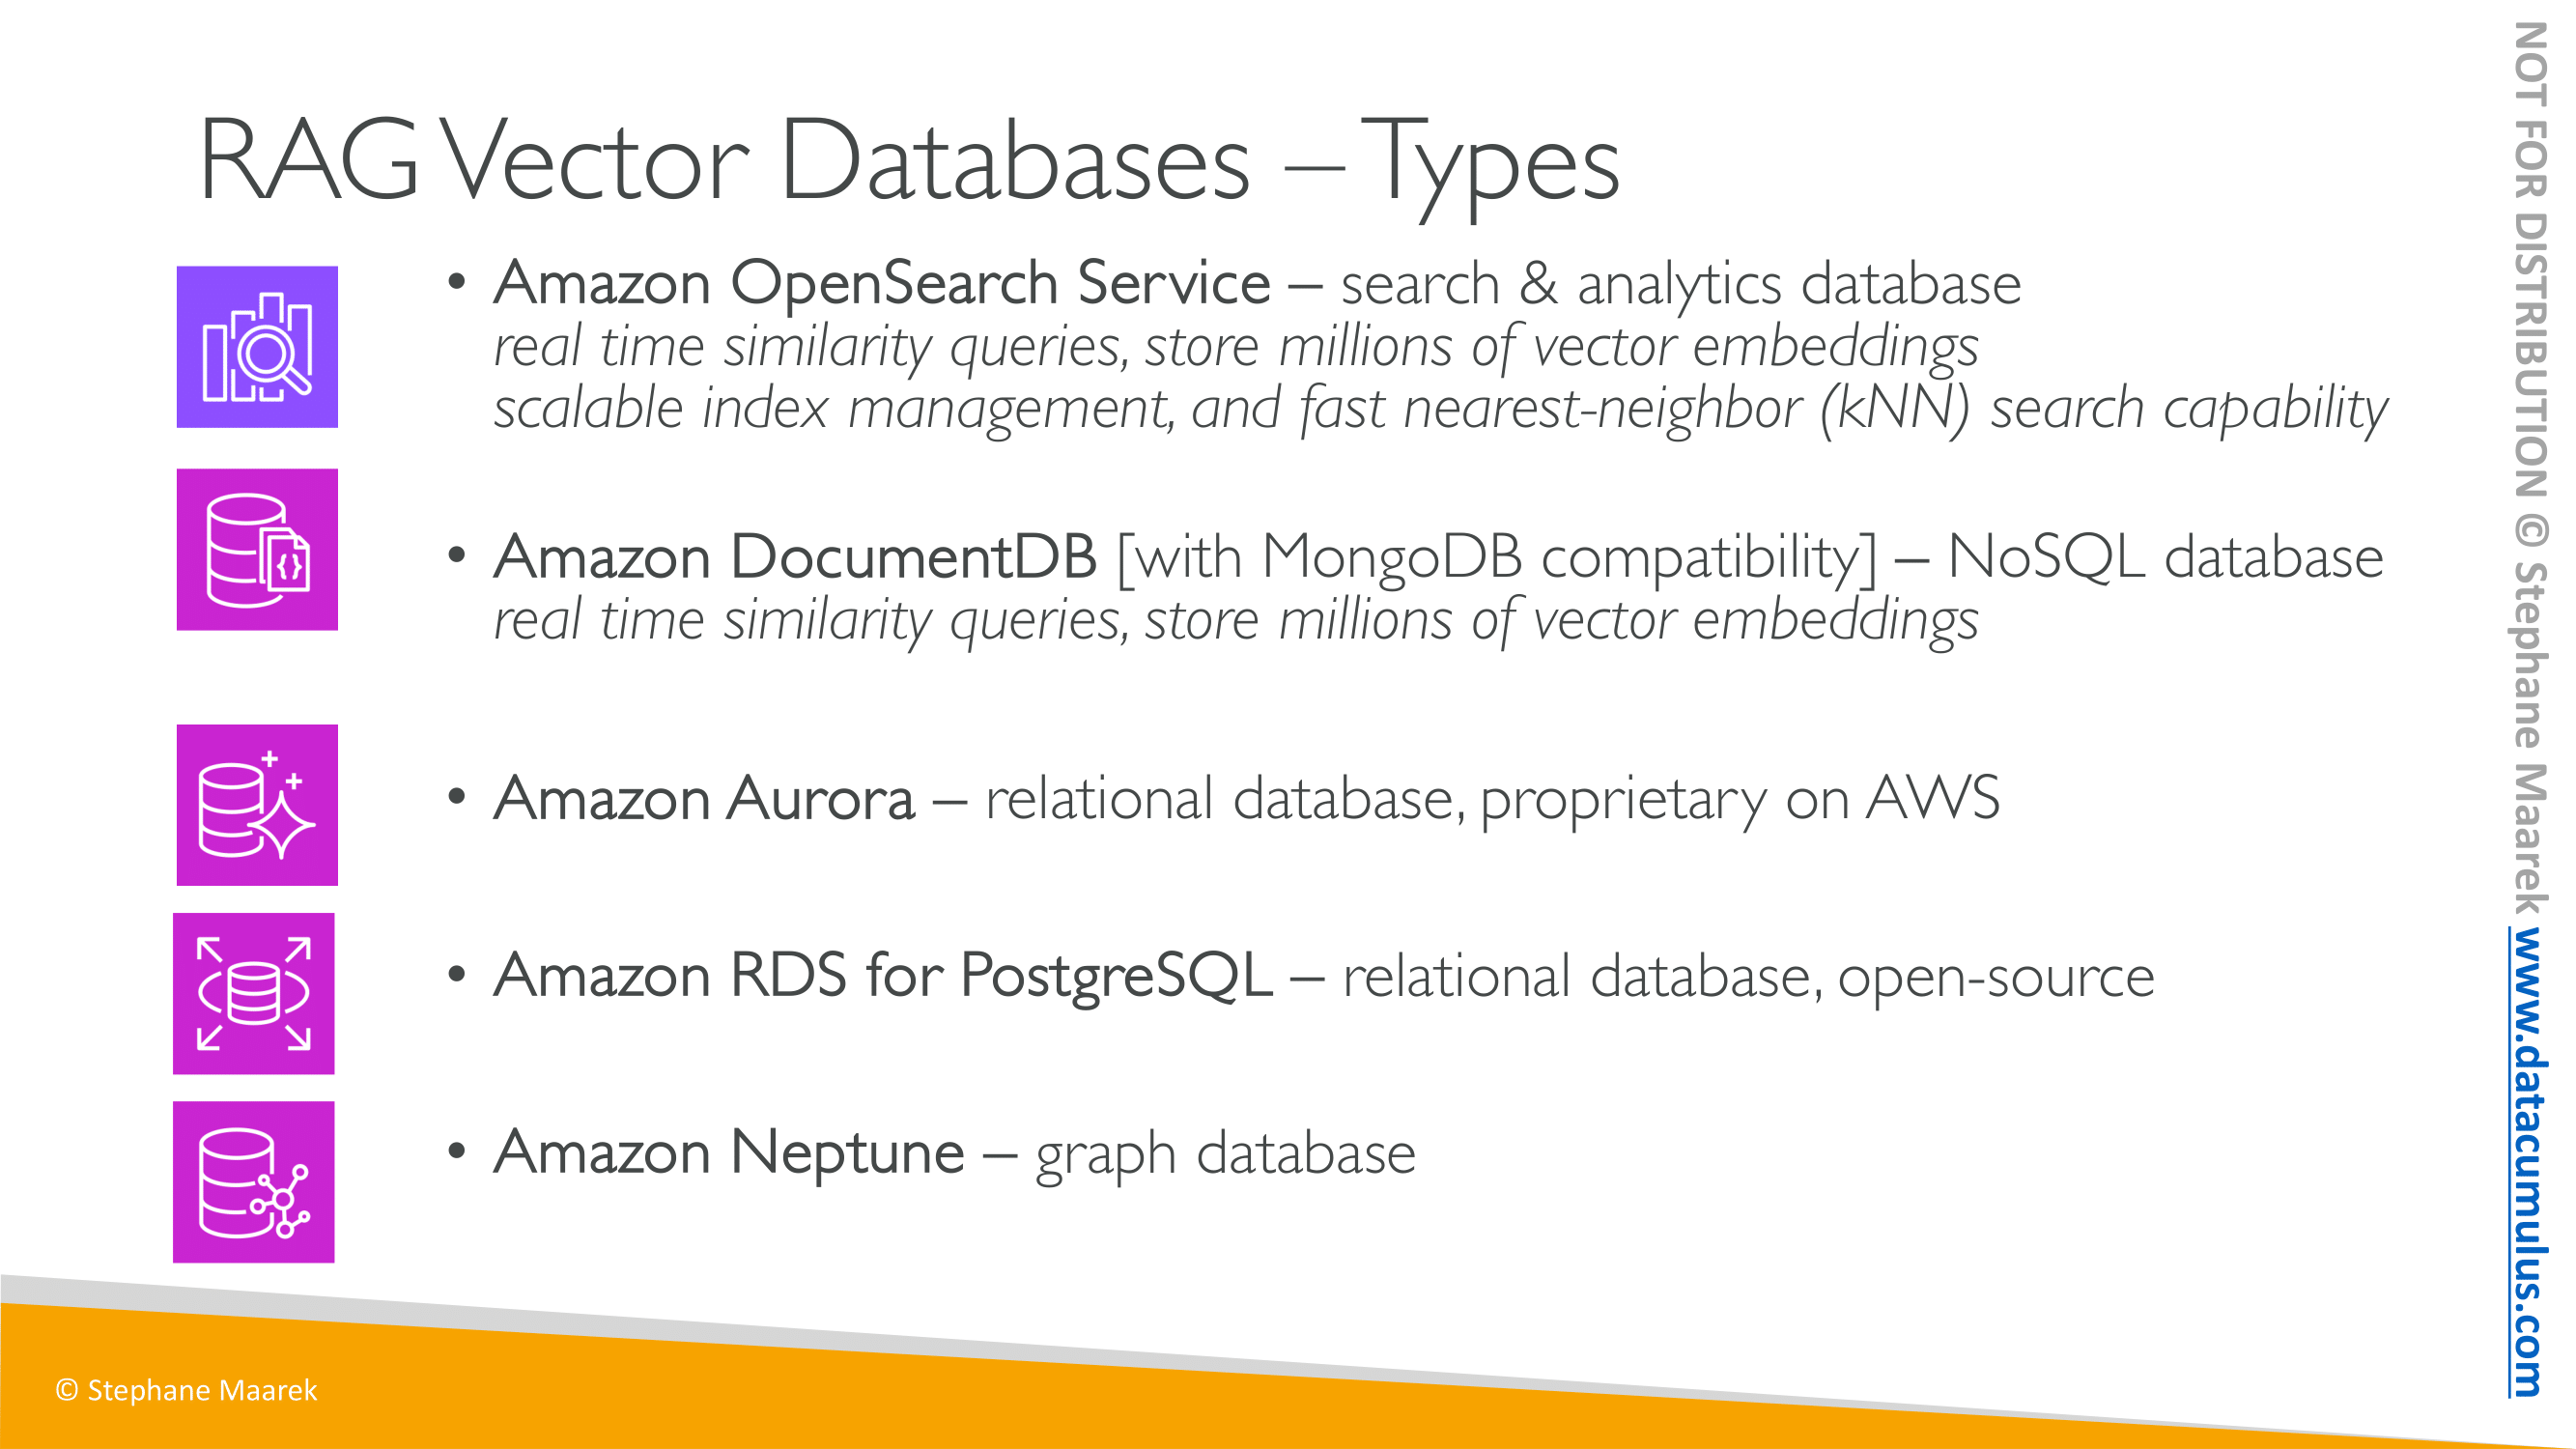 RAG Vector Databases – Types
• Amazon OpenSearch Service – search & analytics database
real time similarity queries, store millions of vector embeddings
scalable index management, and fast nearest-neighbor (kNN) search capability
• Amazon DocumentDB [with MongoDB compatibility] – NoSQL database
real time similarity queries, store millions of vector embeddings
• Amazon Aurora – relational database, proprietary on AWS
• Amazon RDS for PostgreSQL – relational database, open-source
• Amazon Neptune – graph database
© Stephane Maarek
NOT FOR DISTRIBUTION © Stephane Maarek www.datacumulus.com